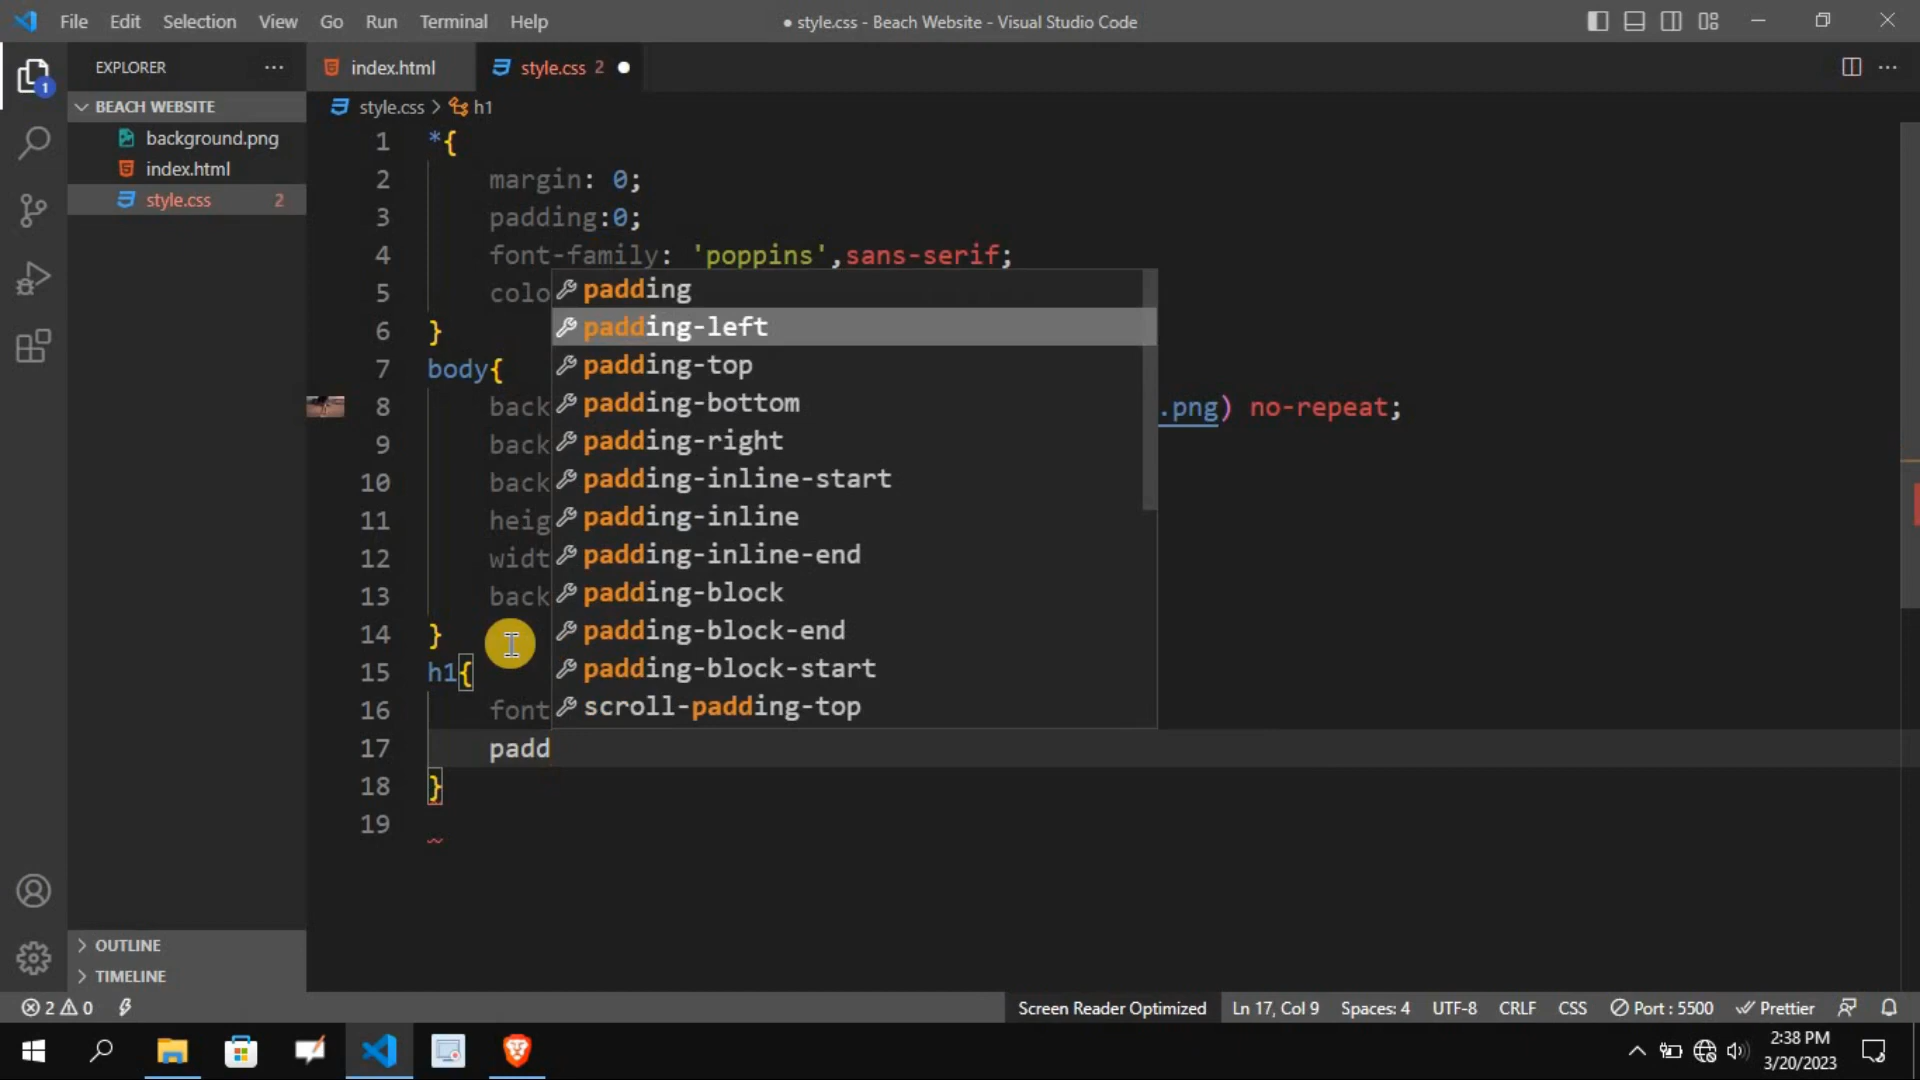 File Edit Selection View Go Run Terminal Help
● style.css - Beach Website - Visual Studio Code
EXPLORER
index.html
style.css 2
BEACH WEBSITE
style.css > h1
background.png
index.html
style.css 2
1
*{
2
margin: 0;
3
padding:0;
4
font-family: 'poppins',sans-serif;
5
colo
6
}
7
body{
8
back .png) no-repeat;
9
back
10
back
11
heig
12
widt
13
back
14
}
15
h1{
16
font
17
padd
18
}
19
padding
padding-left
padding-top
padding-bottom
padding-right
padding-inline-start
padding-inline
padding-inline-end
padding-block
padding-block-end
padding-block-start
scroll-padding-top
1
OUTLINE
TIMELINE
2 0
Screen Reader Optimized Ln 17, Col 9 Spaces: 4 UTF-8 CRLF CSS Port : 5500 Prettier
2:38 PM
3/20/2023